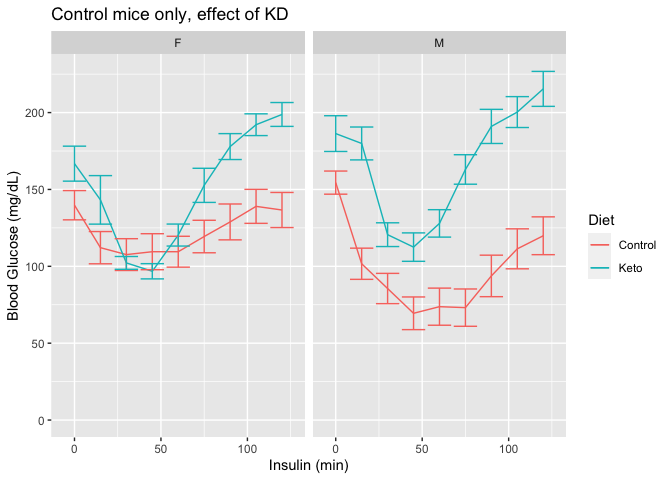 Control mice only, effect of KD
F
M
200
150
100
50
0
Blood Glucose (mg/dL)
0
50
100
0
50
100
Insulin (min)
Diet
Control
Keto